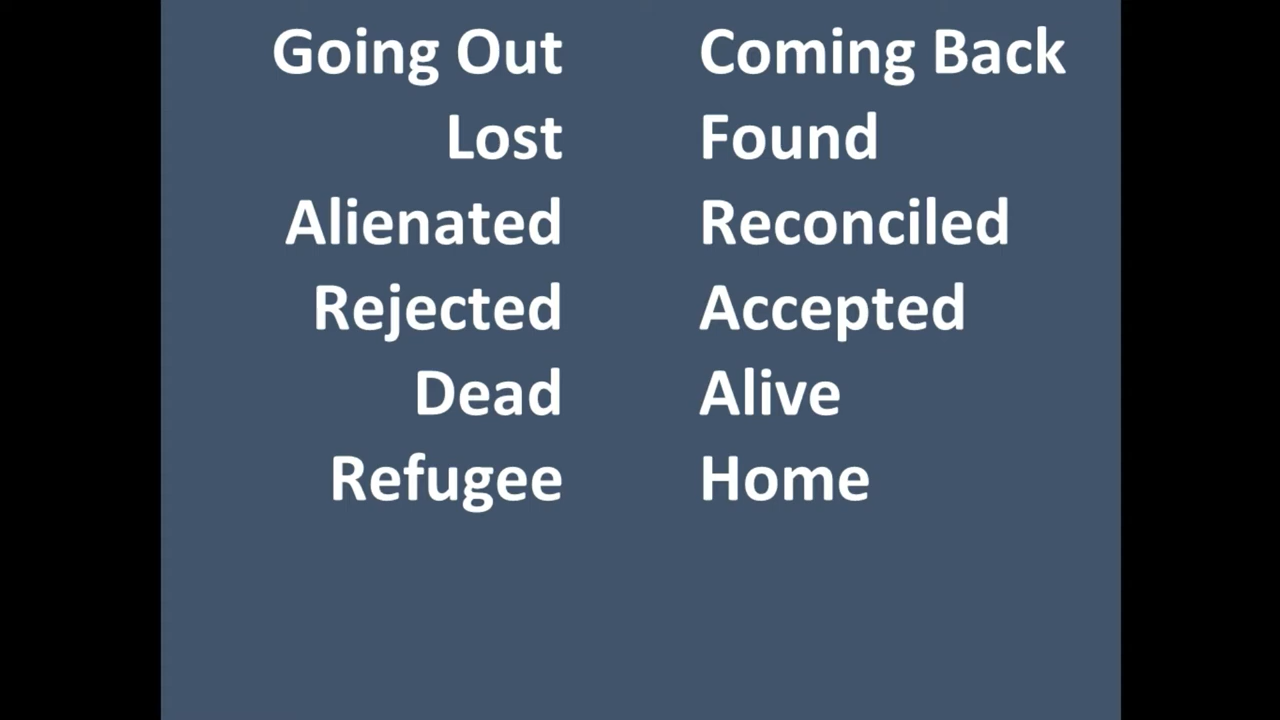 Going Out Coming Back
Lost Found
Alienated Reconciled
Rejected Accepted
Dead Alive
Refugee Home